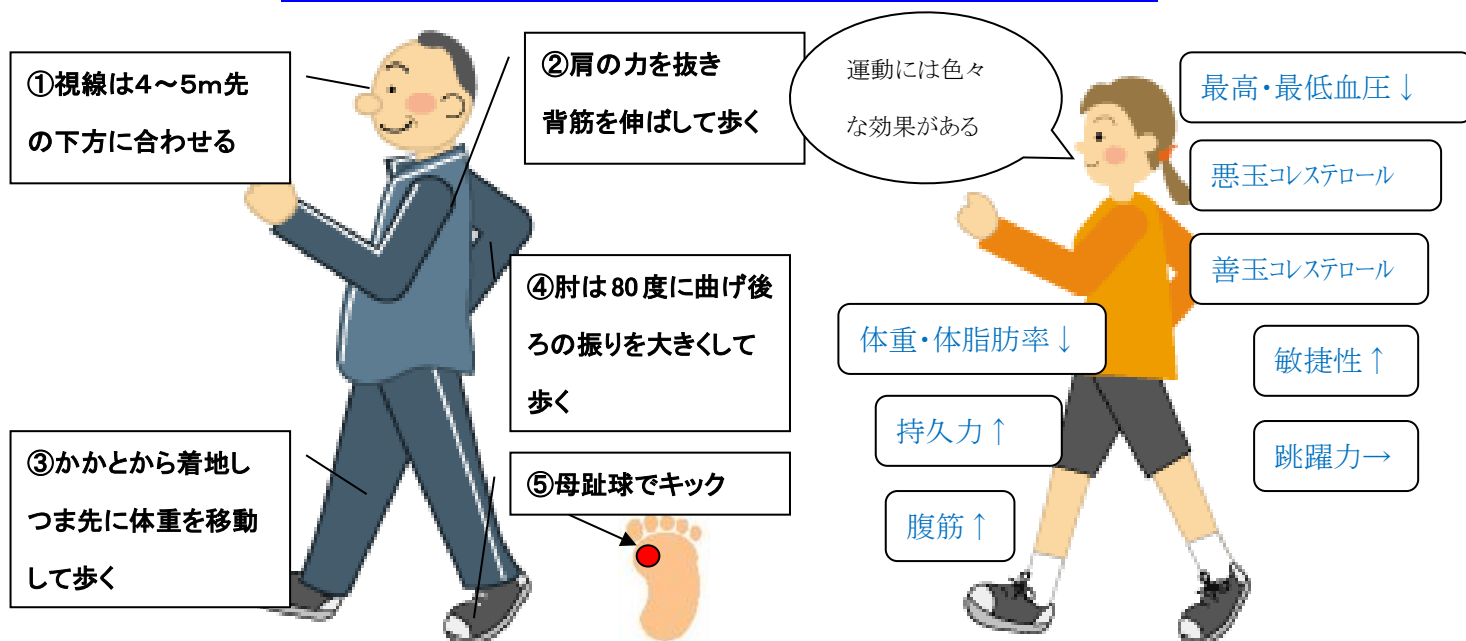 ①視線は4~5m先
の下方に合わせる
②肩の力を抜き
背筋を伸ばして歩く
④肘は80度に曲げ後
ろの振りを大きくして
歩く
③かかとから着地し
つま先に体重を移動
して歩く
⑤母趾球でキック
運動には色々
な効果がある
最高・最低血圧↓
悪玉コレステロール
善玉コレステロール
体重・体脂肪率↓
敏捷性↑
持久力↑
跳躍力→
腹筋↑